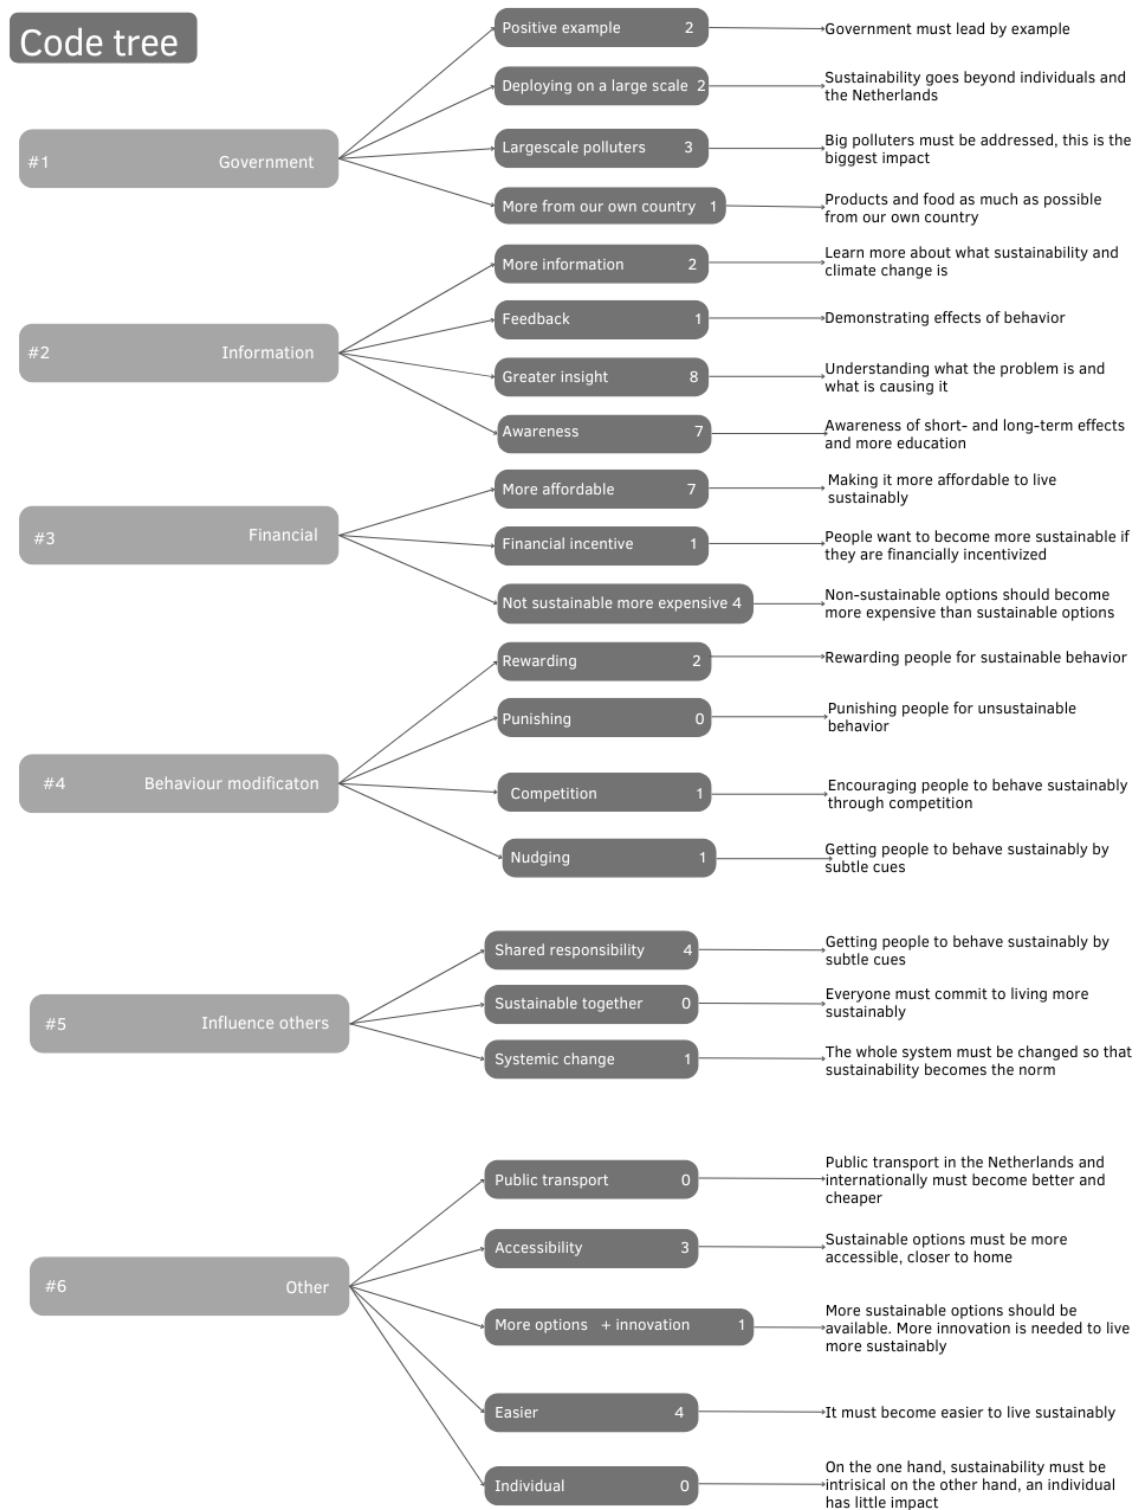 Code tree
#1 Government
Positive example 2
Government must lead by example
Deploying on a large scale 2
Sustainability goes beyond individuals and
the Netherlands
Largescale polluters 3
Big polluters must be addressed, this is the
biggest impact
More from our own country 1
Products and food as much as possible
from our own country
#2 Information
More information 2
Learn more about what sustainability and
climate change is
Feedback 1
Demonstrating effects of behavior
Greater insight 8
Understanding what the problem is and
what is causing it
Awareness 7
Awareness of short- and long-term effects
and more education
#3 Financial
More affordable 7
Making it more affordable to live
sustainably
Financial incentive 1
People want to become more sustainable if
they are financially incentivized
Not sustainable more expensive 4
Non-sustainable options should become
more expensive than sustainable options
#4 Behaviour modificaton
Rewarding 2
Rewarding people for sustainable behavior
Punishing 0
Punishing people for unsustainable
behavior
Competition 1
Encouraging people to behave sustainably
through competition
Nudging 1
Getting people to behave sustainably by
subtle cues
#5 Influence others
Shared responsibility 4
Getting people to behave sustainably by
subtle cues
Sustainable together 0
Everyone must commit to living more
sustainably
Systemic change 1
The whole system must be changed so that
sustainability becomes the norm
#6 Other
Public transport 0
Public transport in the Netherlands and
internationally must become better and
cheaper
Accessibility 3
Sustainable options must be more
accessible, closer to home
More options + innovation 1
More sustainable options should be
available. More innovation is needed to live
more sustainably
Easier 4
It must become easier to live sustainably
Individual 0
On the one hand, sustainability must be
intrisical on the other hand, an individual
has little impact